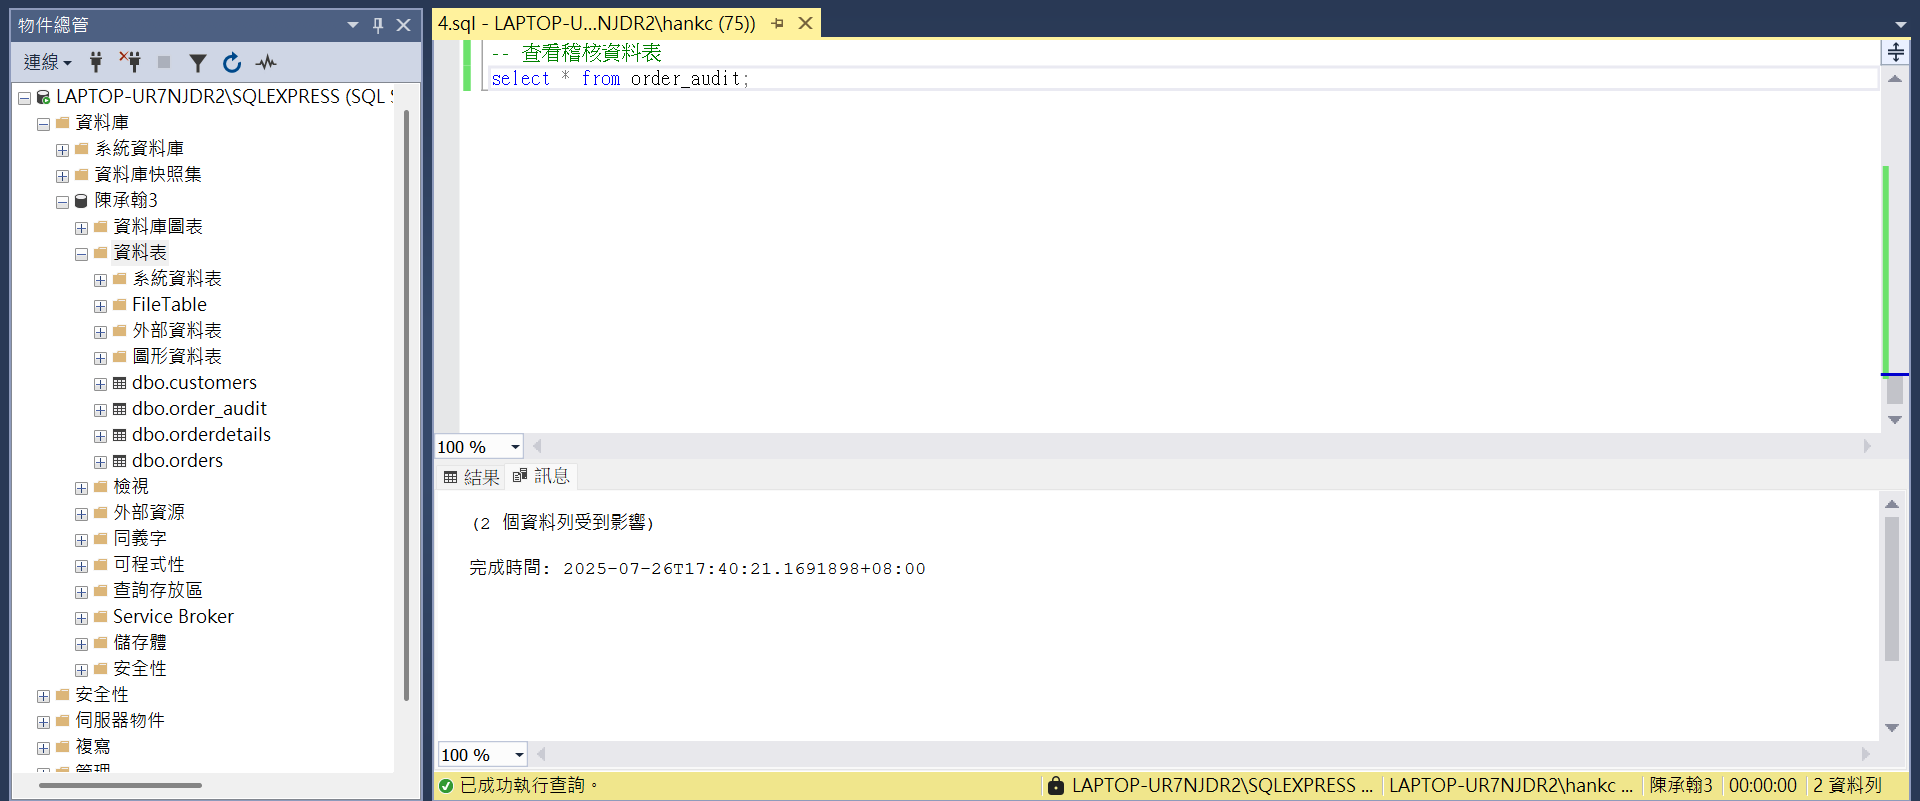 物件總管
連線
LAPTOP-UR7NJDR2\SQLEXPRESS (SQL S
資料庫
系統資料庫
資料庫快照集
陳承翰3
資料庫圖表
資料表
系統資料表
FileTable
外部資料表
圖形資料表
dbo.customers
dbo.order_audit
dbo.orderdetails
dbo.orders
檢視
外部資源
同義字
可程式性
查詢存放區
Service Broker
儲存體
安全性
安全性
伺服器物件
複寫
管理
4.sql - LAPTOP-U...NJDR2\hankc (75))
-- 查看稽核資料表
select * from order_audit;
100 %
結果 訊息
(2 個資料列受到影響)
完成時間: 2025-07-26T17:40:21.1691898+08:00
100 %
已成功執行查詢。 LAPTOP-UR7NJDR2\SQLEXPRESS ... LAPTOP-UR7NJDR2\hankc ... 陳承翰3 00:00:00 2 資料列